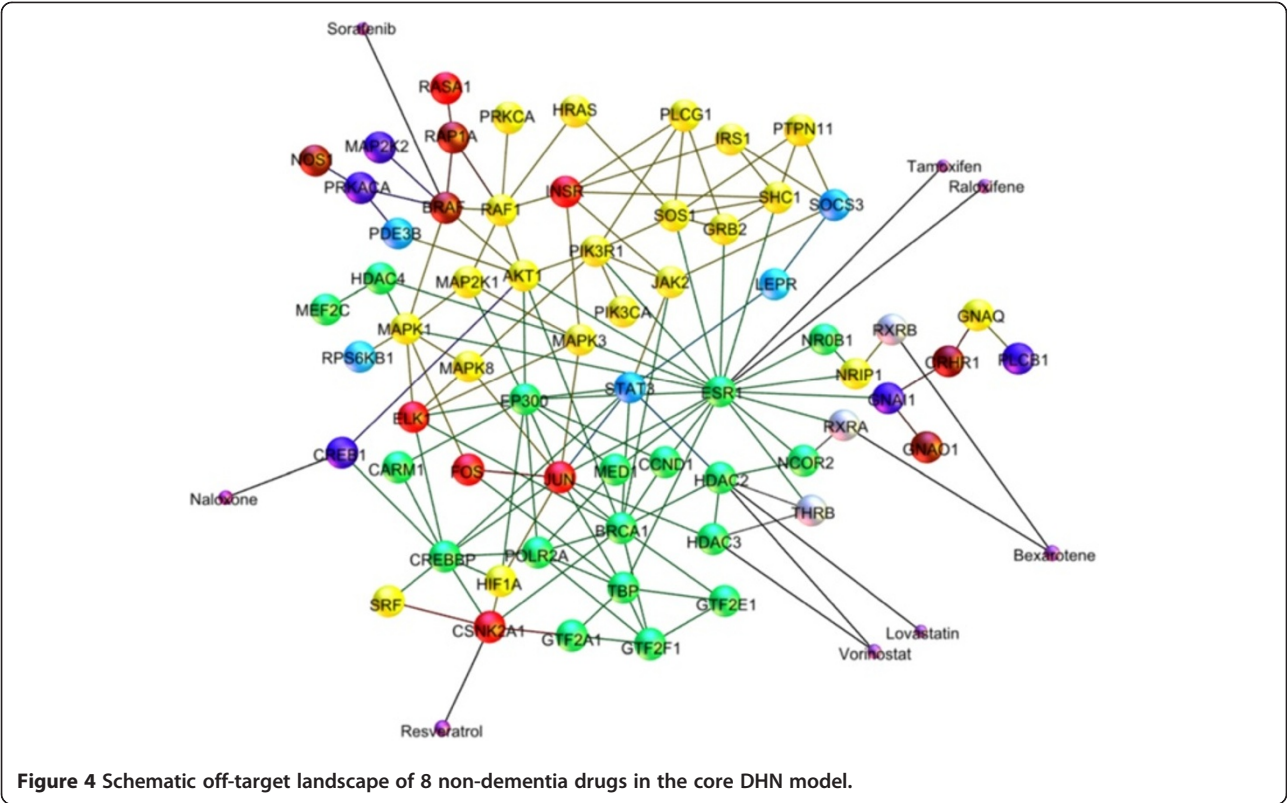 Sorafenib
RASA1
PRKCA
HRAS
PLCG1
IRS1
PTPN11
RAP1A
MAP2K2
NOS1
PRKACA
BRAF
RAF1
INSR
SOS1
GRB2
SHC1
SOCS3
Tamoxifen
Raloxifene
PDE3B
PIK3R1
HDAC4
MAP2K1
AKT1
JAK2
LEPR
MEF2C
PIK3CA
MAPK1
MAPK3
RPS6KB1
MAPK8
NR0B1
RXRB
GNAQ
NRIP1
CRHR1
PLCB1
STAT3
ESR1
EP300
GNAI1
ELK1
RXRA
GNAO1
CREB1
CARM1
FOS
JUN
MED1
CCND1
HDAC2
NCOR2
Naloxone
THRB
BRCA1
HDAC3
CREBBP
POLR2A
Bexarotene
HIF1A
TBP
SRF
GTF2E1
CSNK2A1
GTF2A1
GTF2F1
Lovastatin
Vorinostat
Resveratrol
Figure 4 Schematic off-target landscape of 8 non-dementia drugs in the core DHN model.